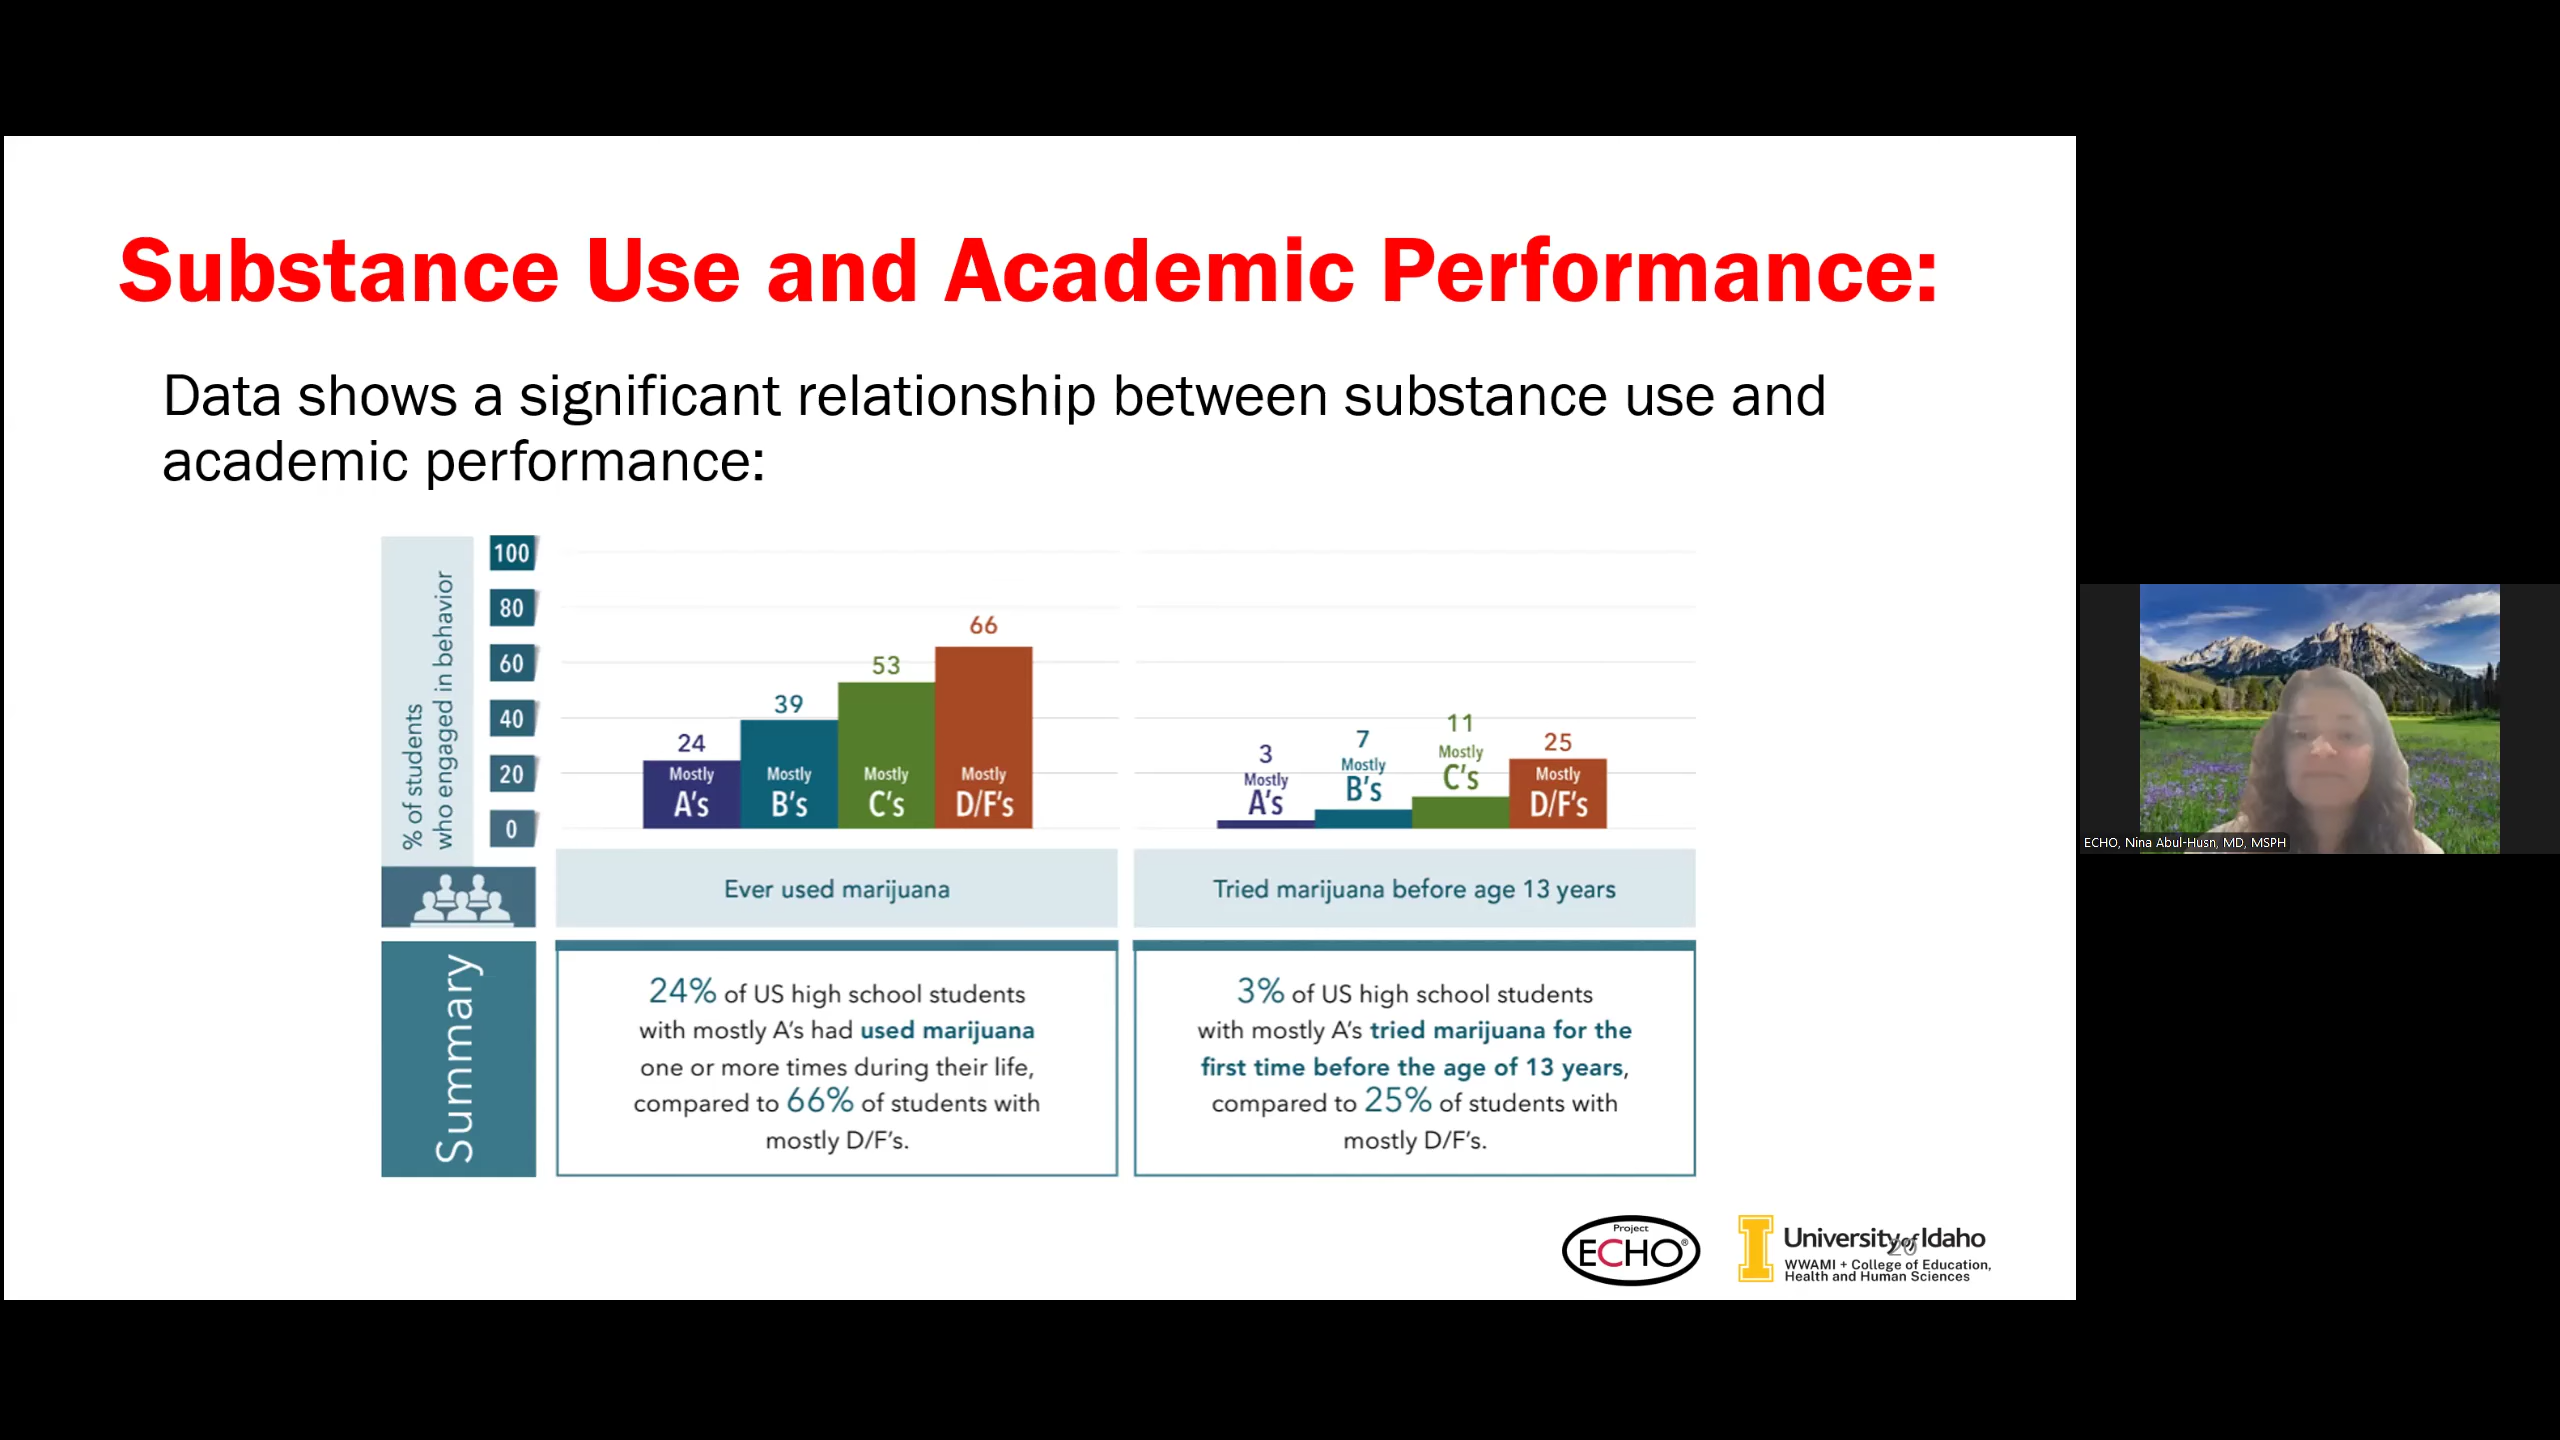 Substance Use and Academic Performance:
Data shows a significant relationship between substance use and
academic performance:
% of students
who engaged in behavior
100
80
60
40
20
0
24
Mostly
A's
39
Mostly
B's
53
Mostly
C's
66
Mostly
D/F's
3
Mostly
A's
7
Mostly
B's
11
Mostly
C's
25
Mostly
D/F's
Ever used marijuana
Tried marijuana before age 13 years
Summary
24% of US high school students
with mostly A's had used marijuana
one or more times during their life,
compared to 66% of students with
mostly D/F's.
3% of US high school students
with mostly A's tried marijuana for the
first time before the age of 13 years,
compared to 25% of students with
mostly D/F's.
Project
ECHO®
I
University of Idaho
20
WWAMI + College of Education,
Health and Human Sciences
ECHO, Nina Abul-Husn, MD, MSPH